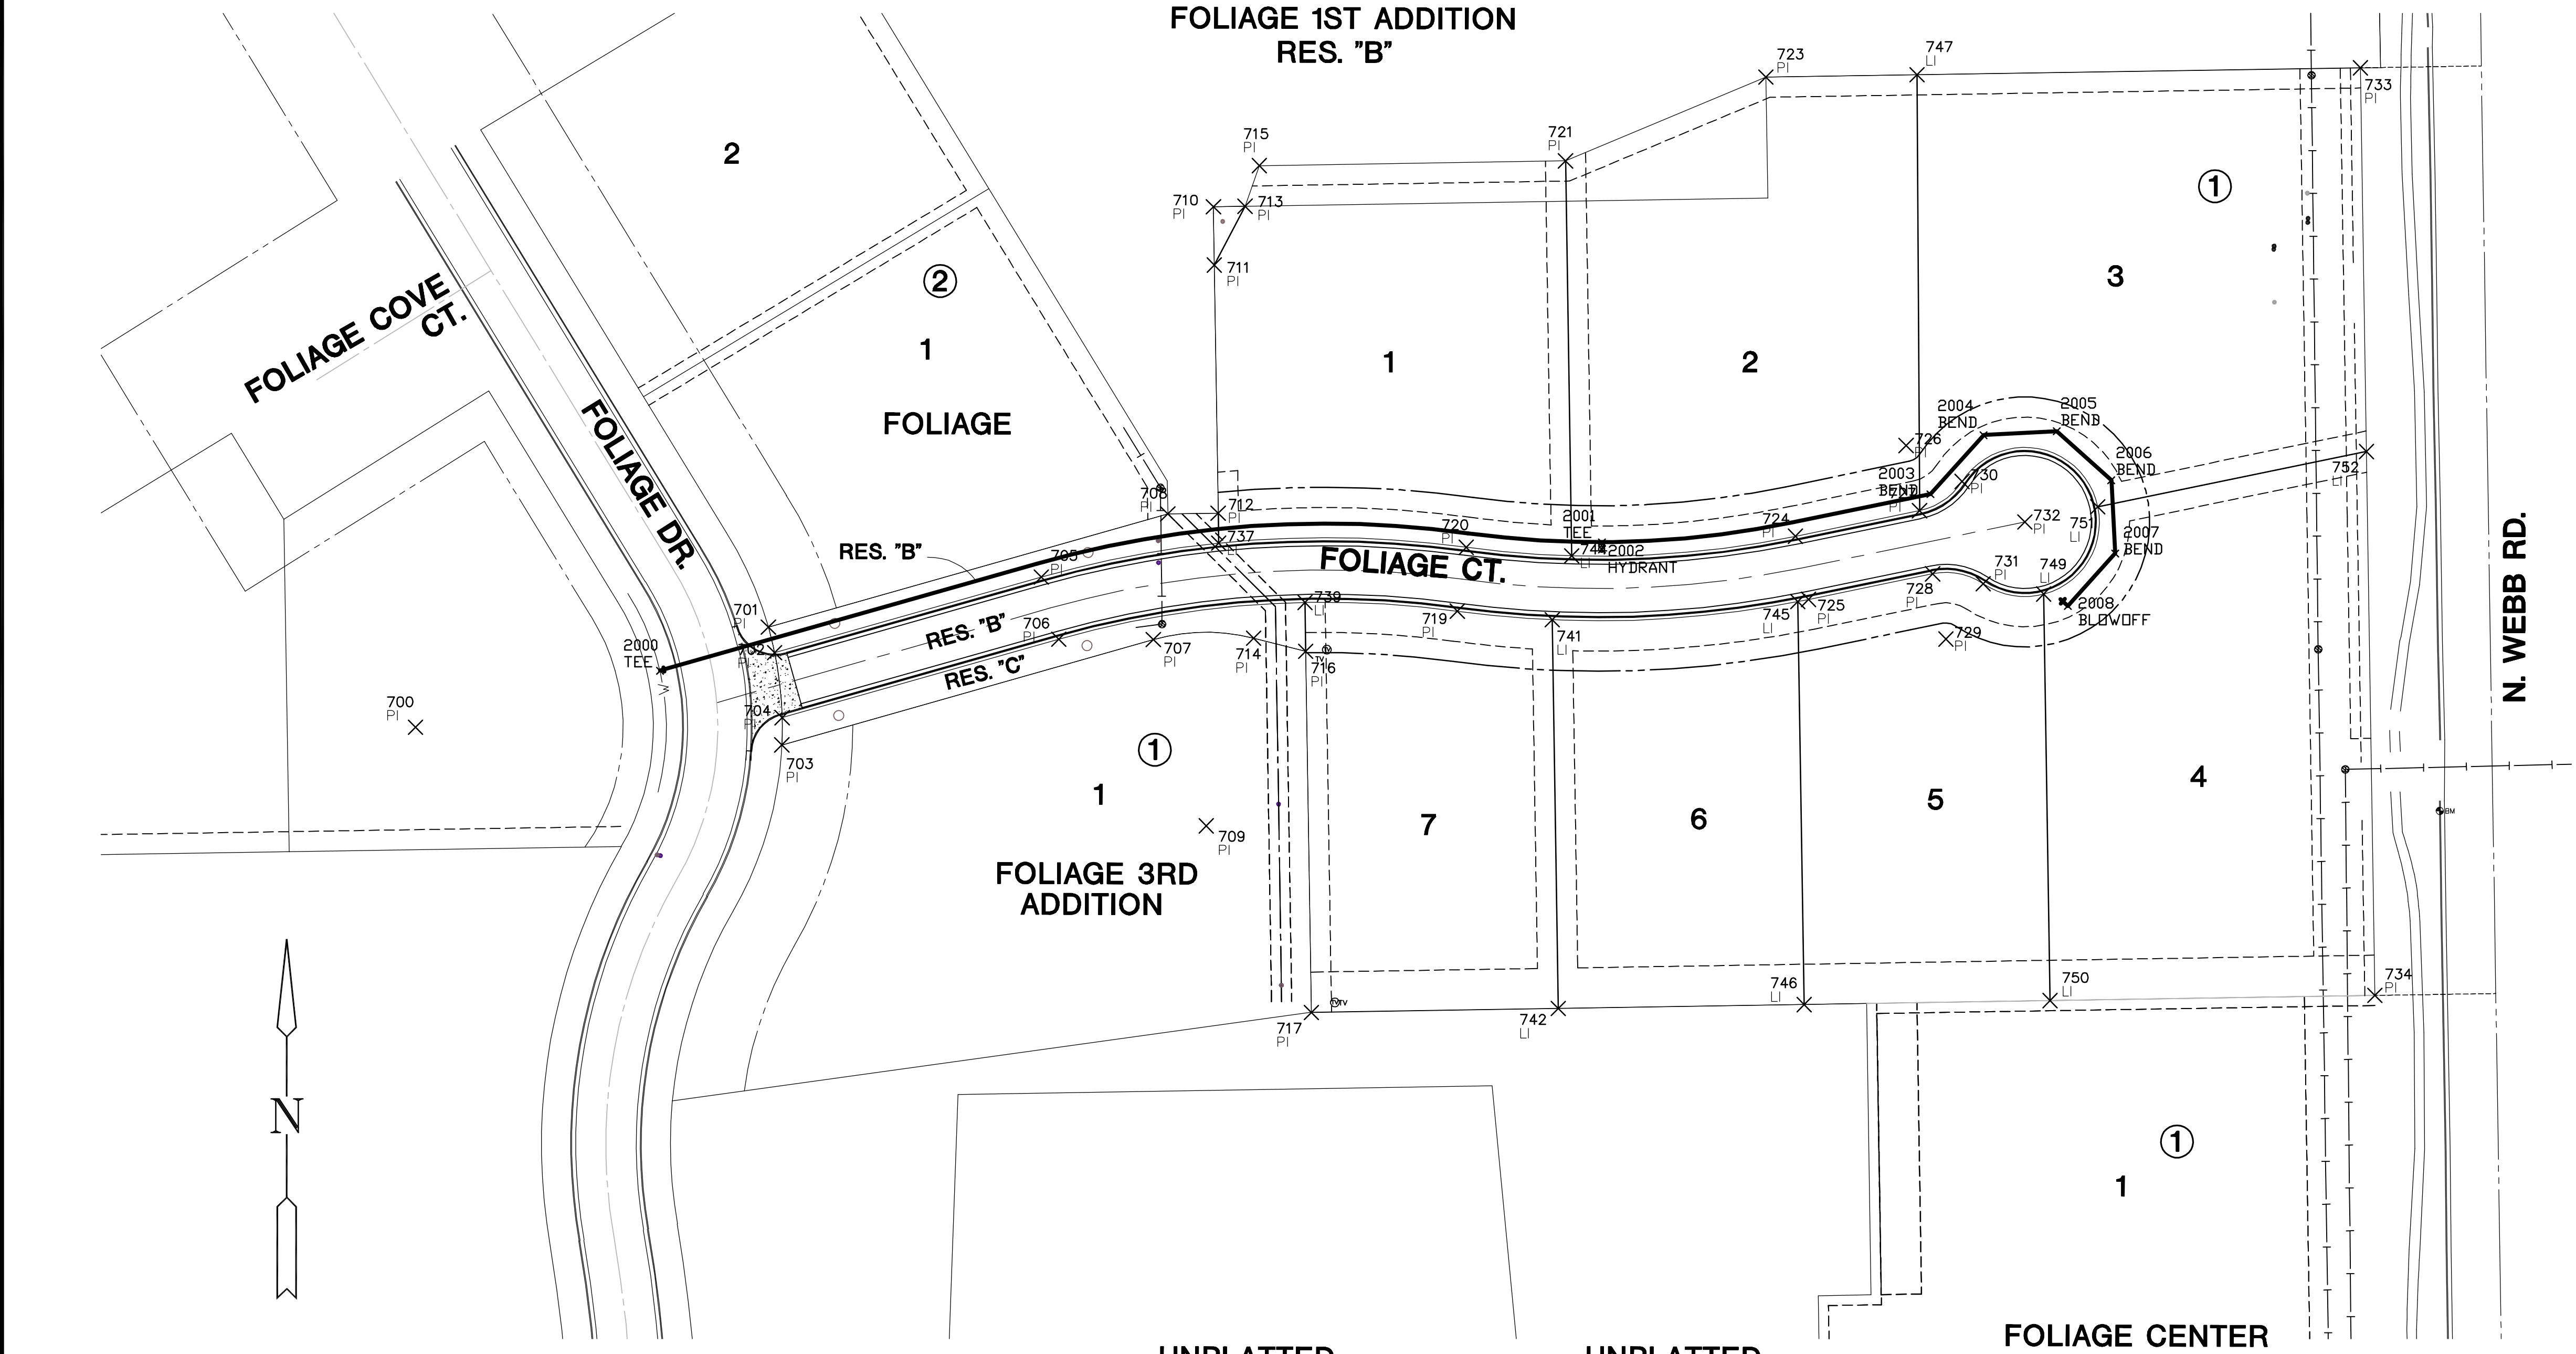 FOLIAGE 1ST ADDITION
RES. "B"
723
PI
747
LI
733
PI
715
PI
721
PI
2
710
PI
713
PI
1
711
PI
2
3
FOLIAGE COVE
CT.
1
1
2
FOLIAGE
FOLIAGE DR.
2004
BEND
2005
BEND
726
PI
2006
BEND
752
LI
2003
BEND
730
PI
708
PI
712
PI
2001
TEE
720
PI
724
PI
732
PI
751
LI
2007
BEND
737
LI
RES. "B"
705
PI
FOLIAGE CT.
744
LI
2002
HYDRANT
731
PI
749
LI
728
PI
N. WEBB RD.
701
PI
739
LI
745
LI
725
PI
2008
BLOWOFF
RES. "B"
706
PI
719
PI
741
LI
729
PI
2000
TEE
702
PI
707
PI
714
PI
TV
716
PI
RES. "C"
W
700
PI
704
PI
703
PI
1
1
4
5
7
6
BM
709
PI
FOLIAGE 3RD
ADDITION
734
PI
746
LI
750
LI
TV
TV
717
PI
742
LI
N
1
1
FOLIAGE CENTER
UNPLATTED
UNPLATTED